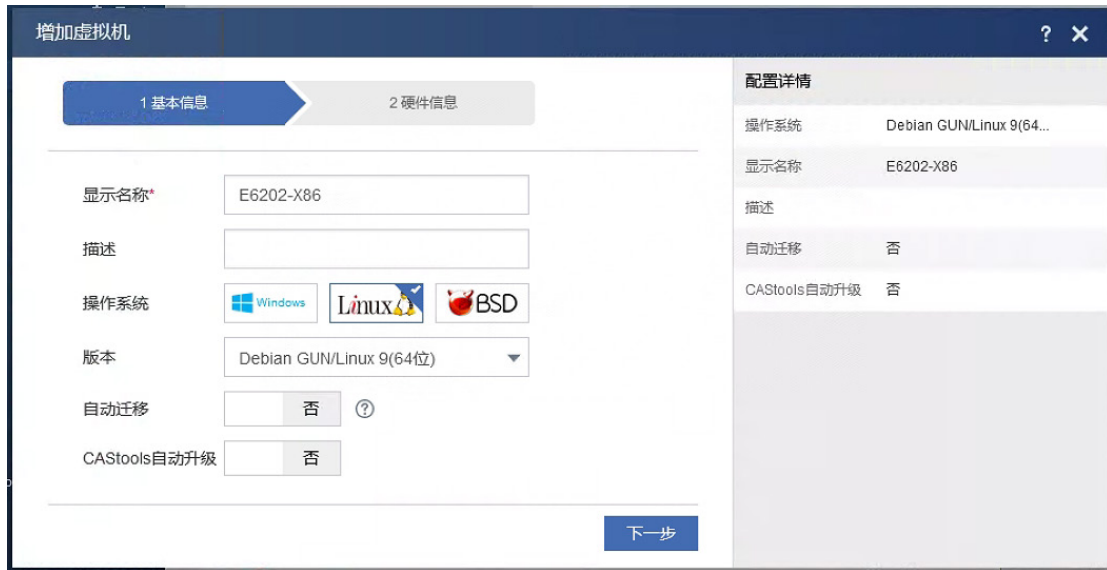 增加虚拟机
?
1 基本信息
2 硬件信息
显示名称*
E6202-X86
描述
操作系统
Windows
Linux
BSD
版本
Debian GUN/Linux 9(64位)
自动迁移
否
?
CAStools自动升级
否
下一步
配置详情
操作系统 Debian GUN/Linux 9(64...
显示名称 E6202-X86
描述
自动迁移 否
CAStools自动升级 否